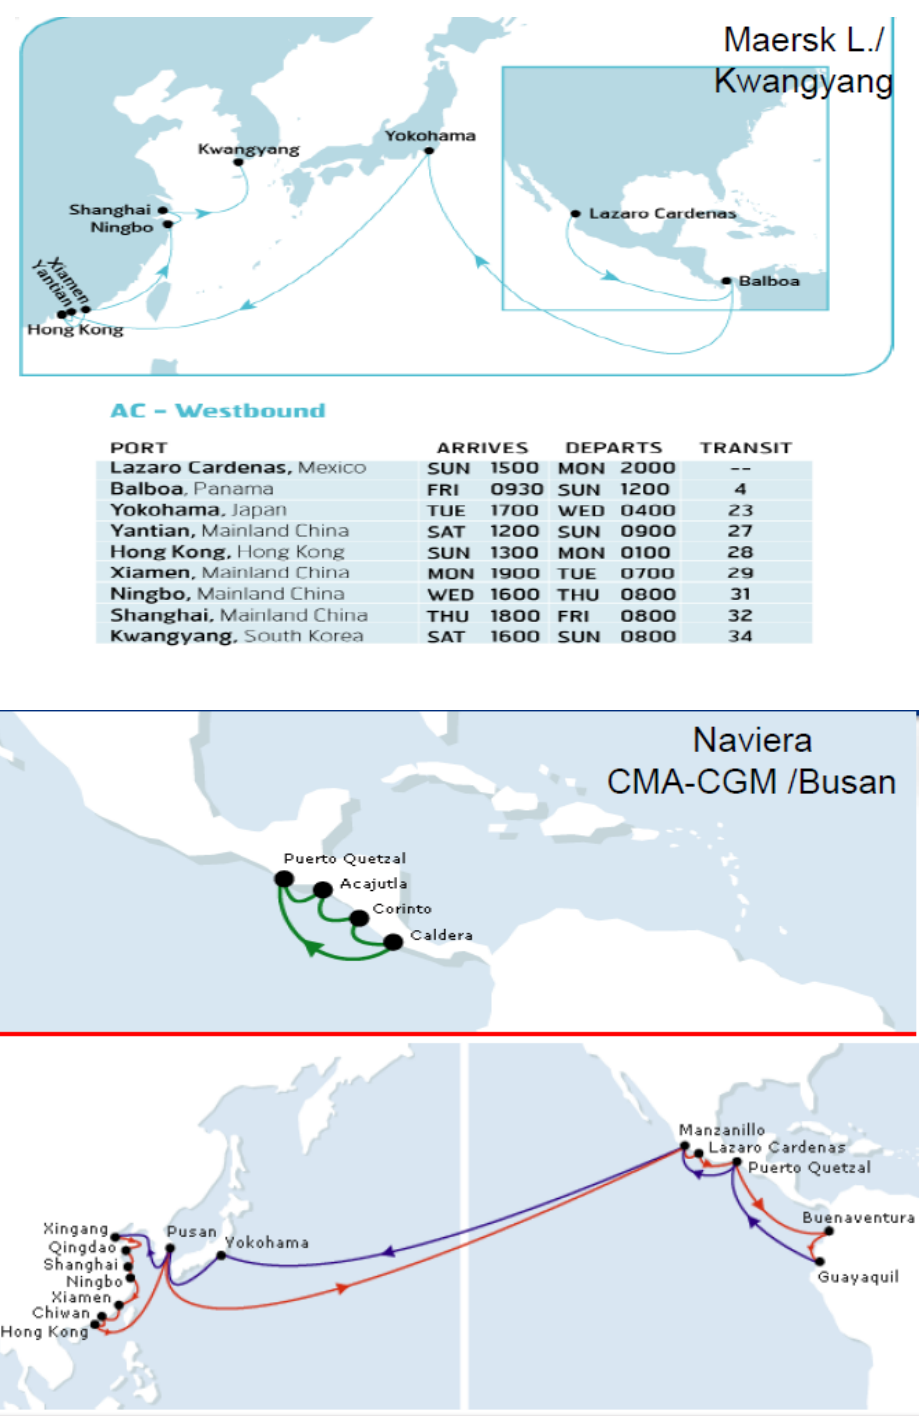 Maersk L./
Kwangyang
Yokohama
Kwangyang
Shanghai
Ningbo
Lazaro Cardenas
Xiamen
Yantian
Balboa
Hong Kong
AC – Westbound
PORT ARRIVES DEPARTS TRANSIT
Lazaro Cardenas, Mexico SUN 1500 MON 2000 --
Balboa, Panama FRI 0930 SUN 1200 4
Yokohama, Japan TUE 1700 WED 0400 23
Yantian, Mainland China SAT 1200 SUN 0900 27
Hong Kong, Hong Kong SUN 1300 MON 0100 28
Xiamen, Mainland China MON 1900 TUE 0700 29
Ningbo, Mainland China WED 1600 THU 0800 31
Shanghai, Mainland China THU 1800 FRI 0800 32
Kwangyang, South Korea SAT 1600 SUN 0800 34
Naviera
CMA-CGM /Busan
Puerto Quetzal
Acajutla
Corinto
Caldera
Manzanillo
Lazaro Cardenas
Puerto Quetzal
Buenaventura
Guayaquil
Xingang
Pusan
Yokohama
Qingdao
Shanghai
Ningbo
Xiamen
Chiwan
Hong Kong